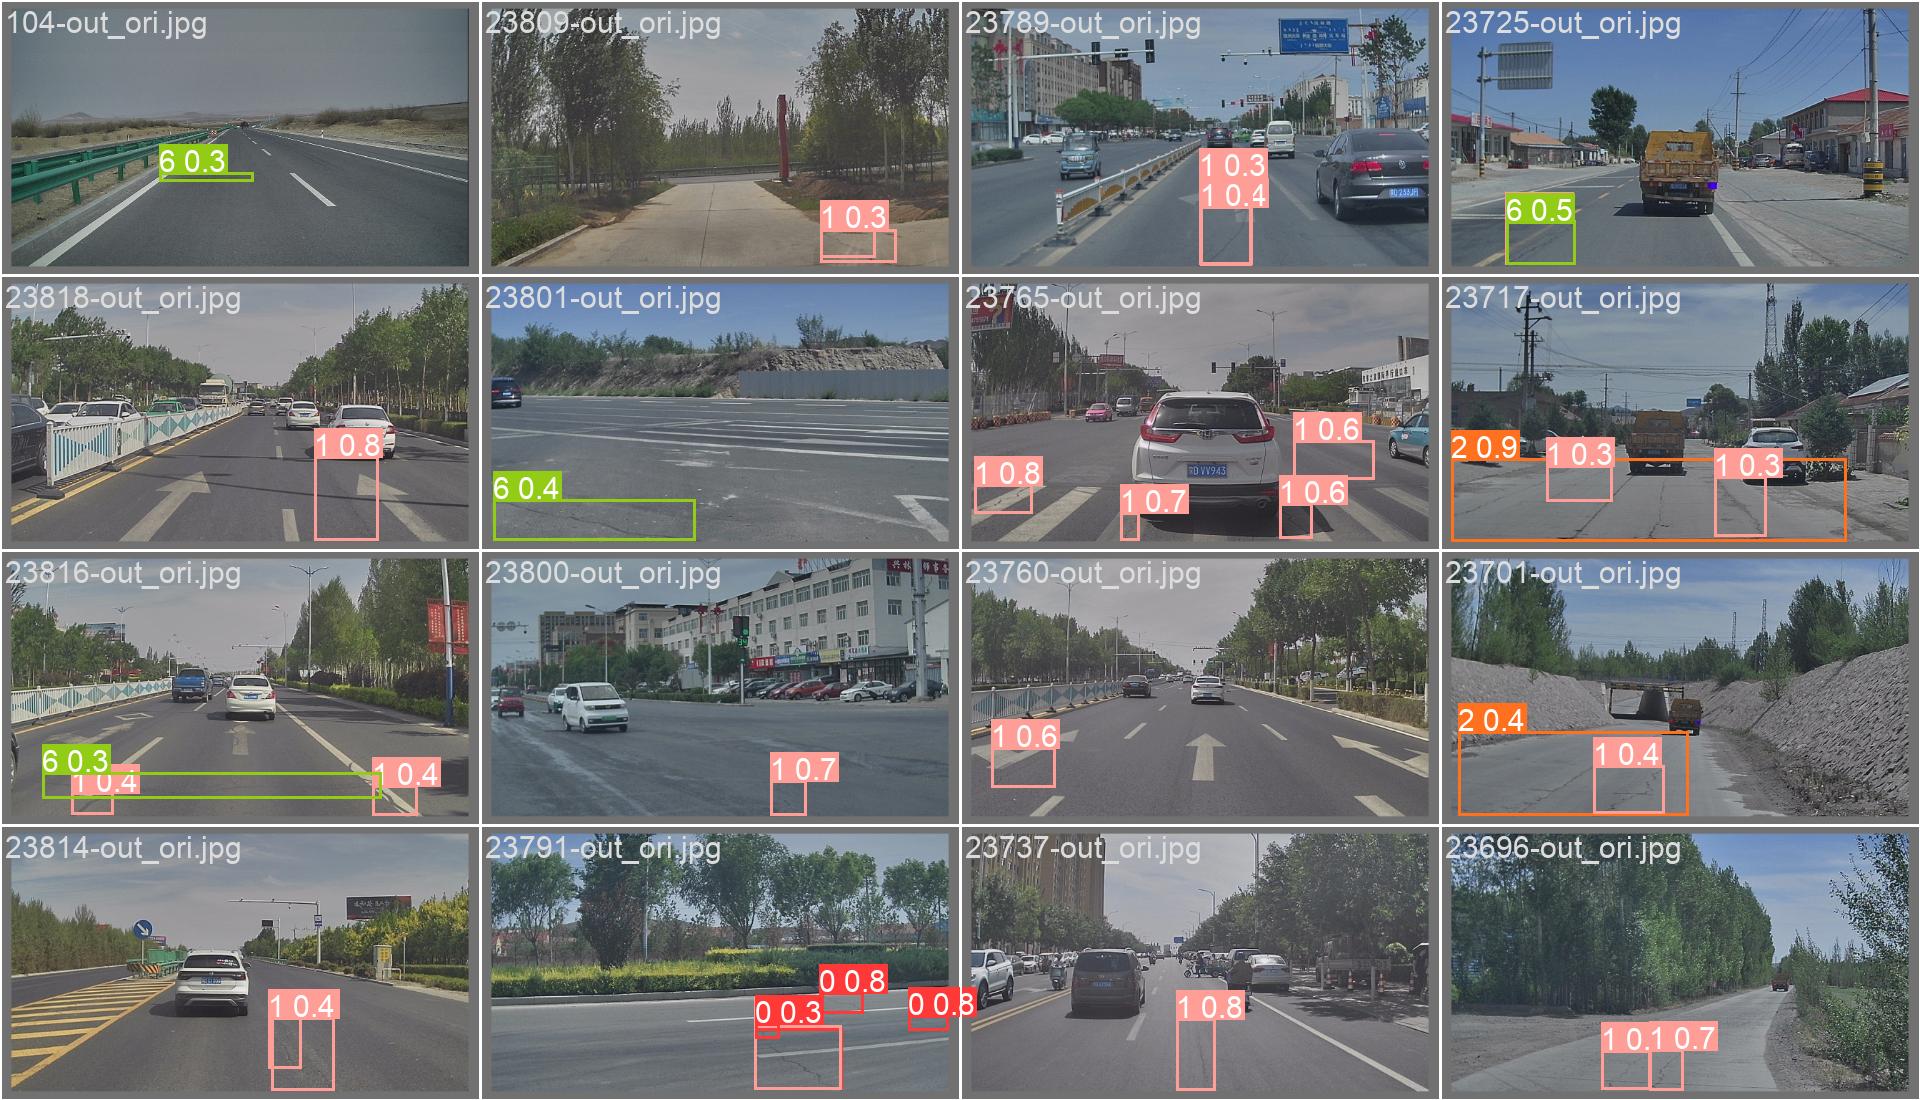 104-out_ori.jpg
23809-out_ori.jpg
23789-out_ori.jpg
23725-out_ori.jpg
6 0.3
1 0.3
1 0.3
1 0.4
6 0.5
23818-out_ori.jpg
23801-out_ori.jpg
23765-out_ori.jpg
23717-out_ori.jpg
1 0.8
6 0.4
1 0.8
1 0.7
1 0.6
1 0.6
D VV943
2 0.9
1 0.3
1 0.3
23816-out_ori.jpg
23800-out_ori.jpg
23760-out_ori.jpg
23701-out_ori.jpg
6 0.3
1 0.4
1 0.4
1 0.7
1 0.6
2 0.4
1 0.4
23814-out_ori.jpg
23791-out_ori.jpg
23737-out_ori.jpg
23696-out_ori.jpg
1 0.4
0 0.8
0 0.3
0 0.8
1 0.8
1 0.
1 0.7